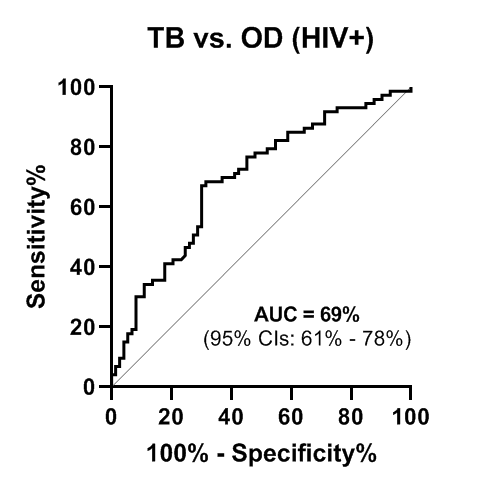 TB vs. OD (HIV+)
100
80
60
40
20
0
Sensitivity%
AUC = 69%
(95% CIs: 61% - 78%)
0 20 40 60 80 100
100% - Specificity%